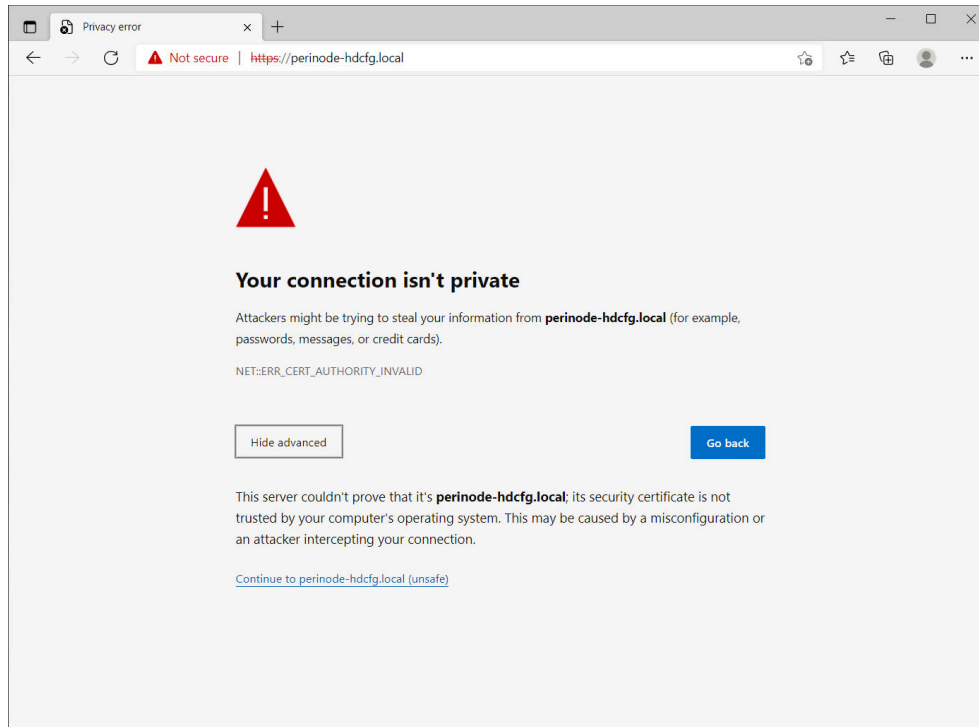 Privacy error
Not secure | https://perinode-hdcfg.local
Your connection isn't private
Attackers might be trying to steal your information from perinode-hdcfg.local (for example,
passwords, messages, or credit cards).
NET::ERR_CERT_AUTHORITY_INVALID
Hide advanced
Go back
This server couldn't prove that it's perinode-hdcfg.local; its security certificate is not
trusted by your computer's operating system. This may be caused by a misconfiguration or
an attacker intercepting your connection.
Continue to perinode-hdcfg.local (unsafe)